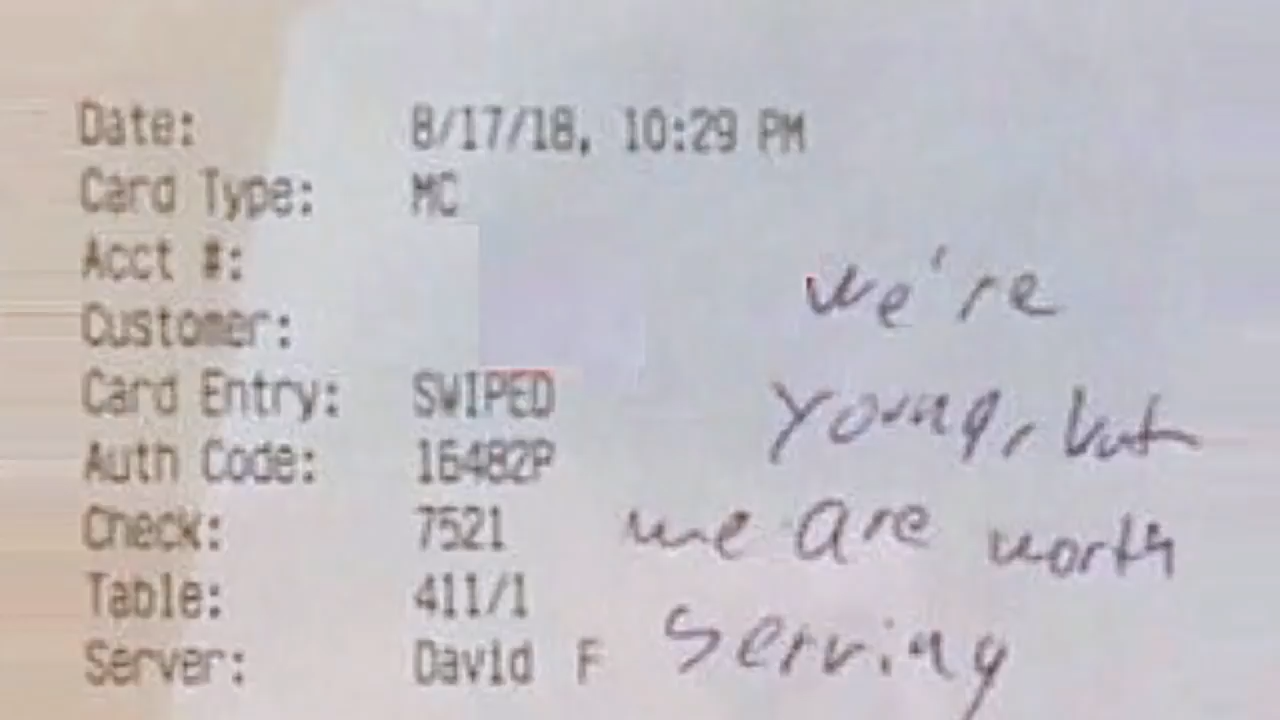 Date: 8/17/18, 10:29 PM
Card Type: MC
Acct #:
Customer:
Card Entry: SWIPED
Auth Code: 16482P
Check: 7521
Table: 411/1
Server: David F
we're
young, but
we are worth
serving